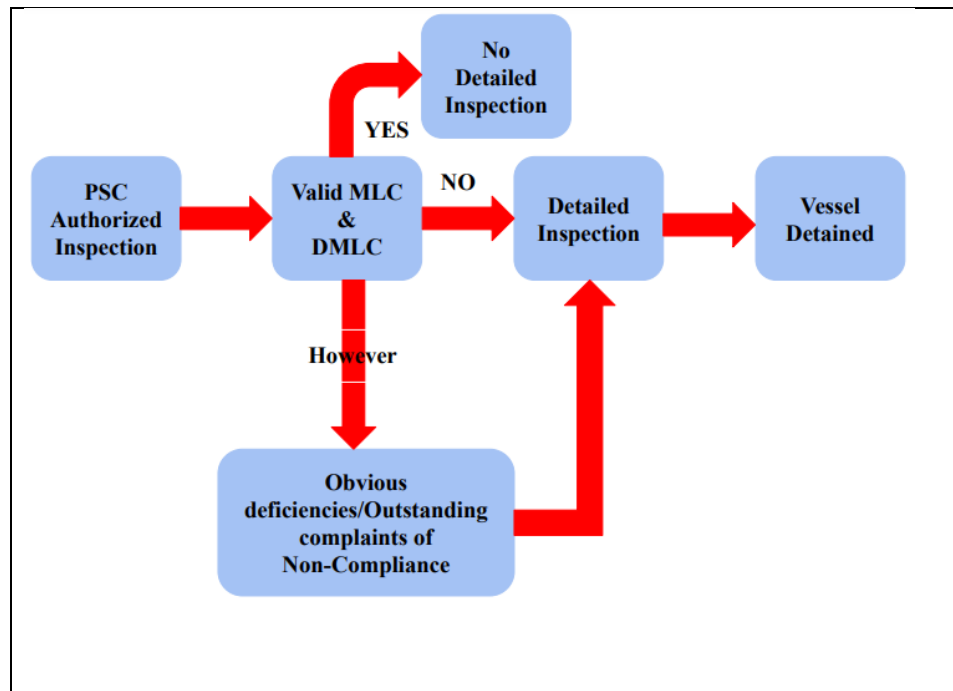 No
Detailed
Inspection
YES
PSC
Authorized
Inspection
Valid MLC
&
DMLC
NO
Detailed
Inspection
Vessel
Detained
However
Obvious
deficiencies/Outstanding
complaints of
Non-Compliance